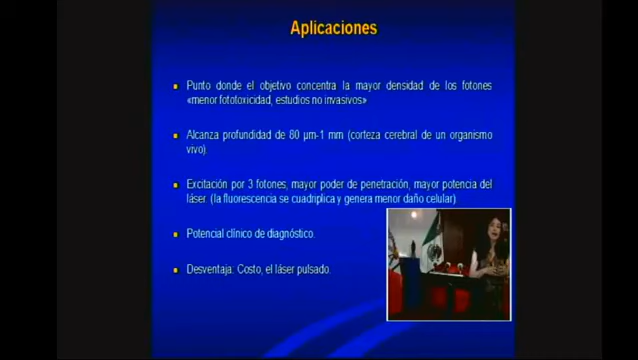 Aplicaciones
Punto donde el objetivo concentra la mayor densidad de los fotones
«menor fototoxicidad, estudios no invasivos»
Alcanza profundidad de 80 µm-1 mm (corteza cerebral de un organismo
vivo).
Excitación por 3 fotones, mayor poder de penetración, mayor potencia del
láser. (la fluorescencia se cuadriplica y genera menor daño celular)
Potencial clínico de diagnóstico.
Desventaja: Costo, el láser pulsado.